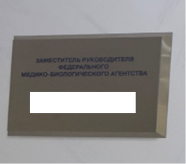 ЗАМЕСТИТЕЛЬ РУКОВОДИТЕЛЯ
ФЕДЕРАЛЬНОГО
МЕДИКО-БИОЛОГИЧЕСКОГО АГЕНТСТВА